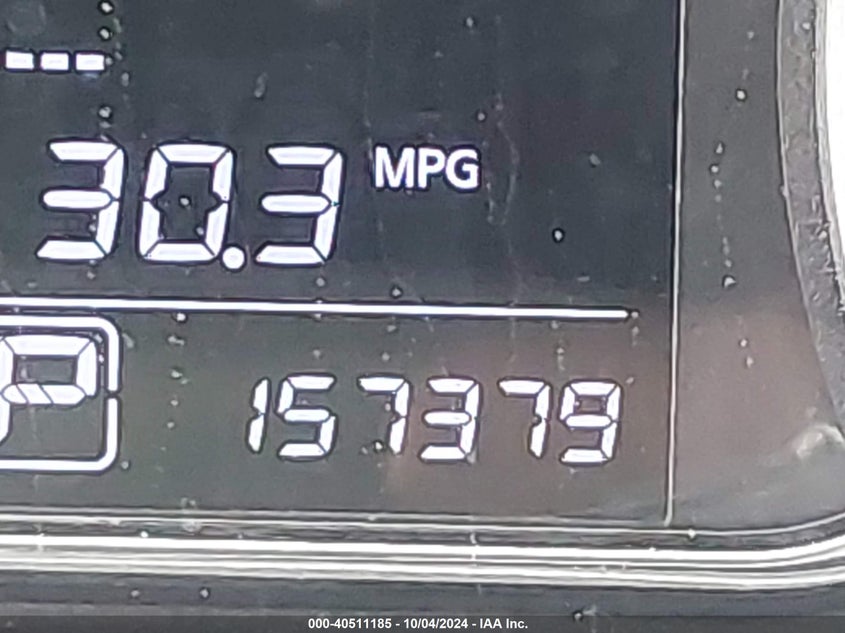 ---
30.3 MPG
P 157379
000-40511185 - 10/04/2024 - IAA Inc.